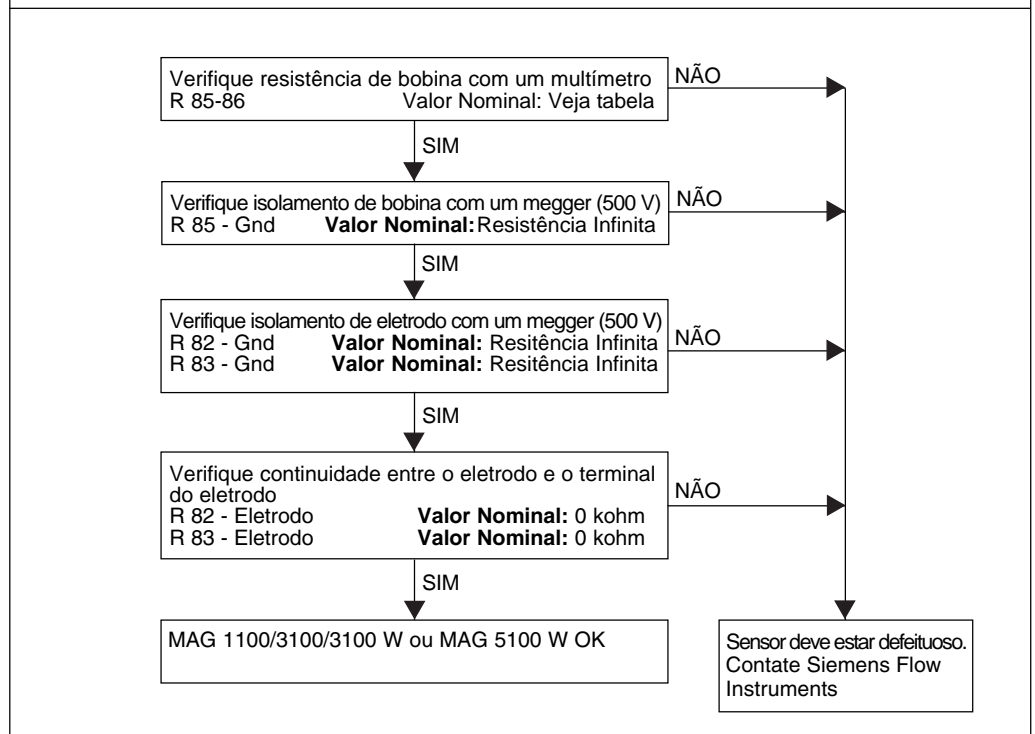 Verifique resistência de bobina com um multímetro
R 85-86 Valor Nominal: Veja tabela
NÃO
SIM
Verifique isolamento de bobina com um megger (500 V)
R 85 - Gnd Valor Nominal: Resistência Infinita
NÃO
SIM
Verifique isolamento de eletrodo com um megger (500 V)
R 82 - Gnd Valor Nominal: Resitência Infinita
R 83 - Gnd Valor Nominal: Resitência Infinita
NÃO
SIM
Verifique continuidade entre o eletrodo e o terminal
do eletrodo
R 82 - Eletrodo Valor Nominal: 0 kohm
R 83 - Eletrodo Valor Nominal: 0 kohm
NÃO
SIM
MAG 1100/3100/3100 W ou MAG 5100 W OK
Sensor deve estar defeituoso.
Contate Siemens Flow
Instruments